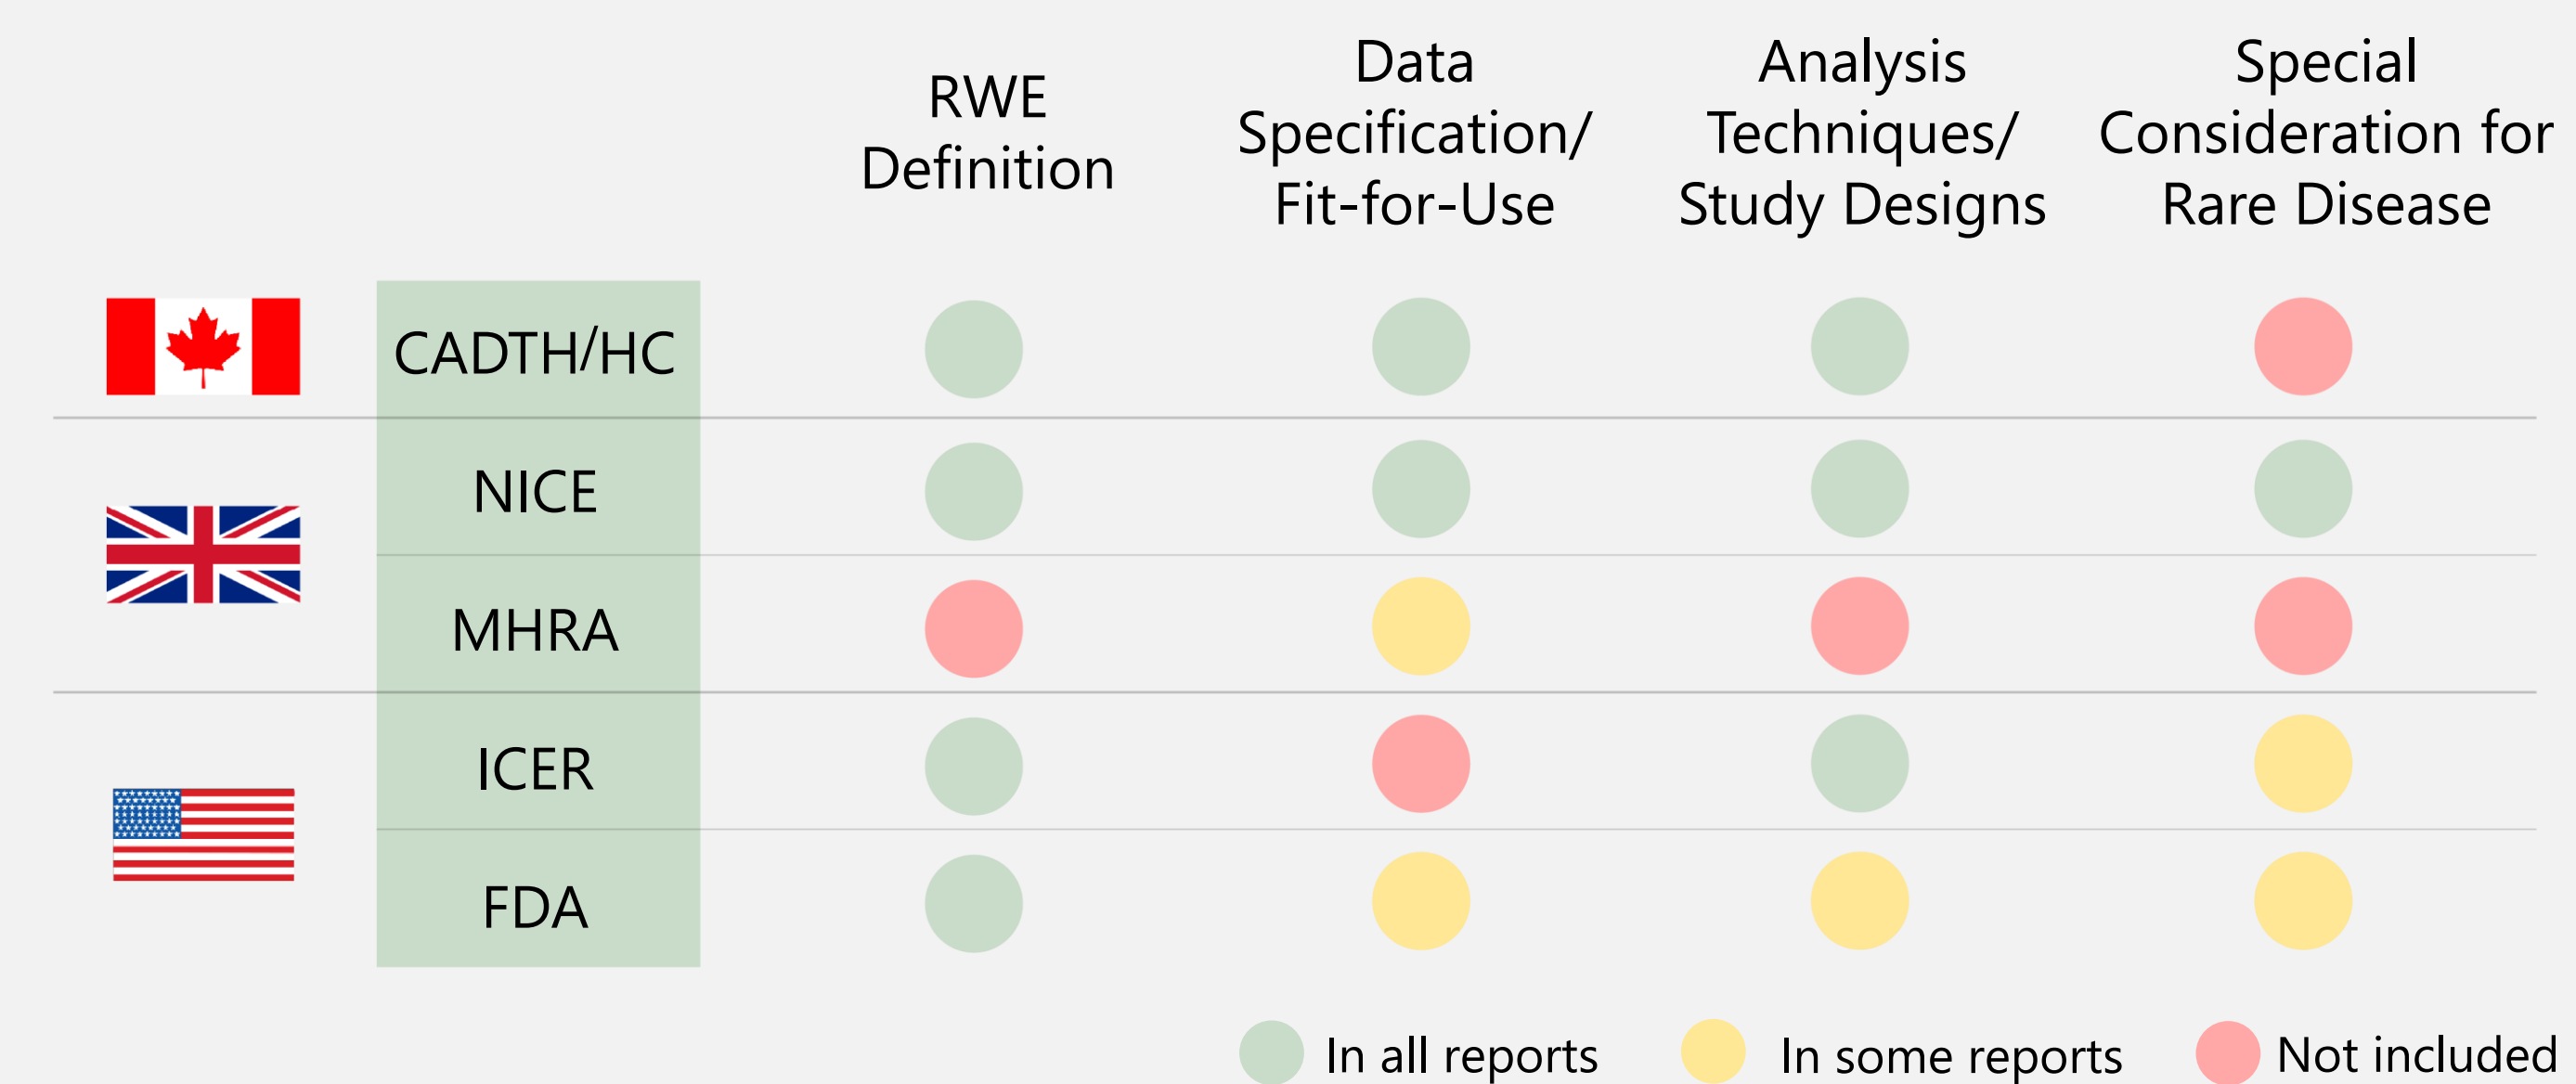 RWE
Definition
Data
Specification/
Fit-for-Use
Analysis
Techniques/
Study Designs
Special
Consideration for
Rare Disease
CADTH/HC
NICE
MHRA
ICER
FDA
In all reports
In some reports
Not included